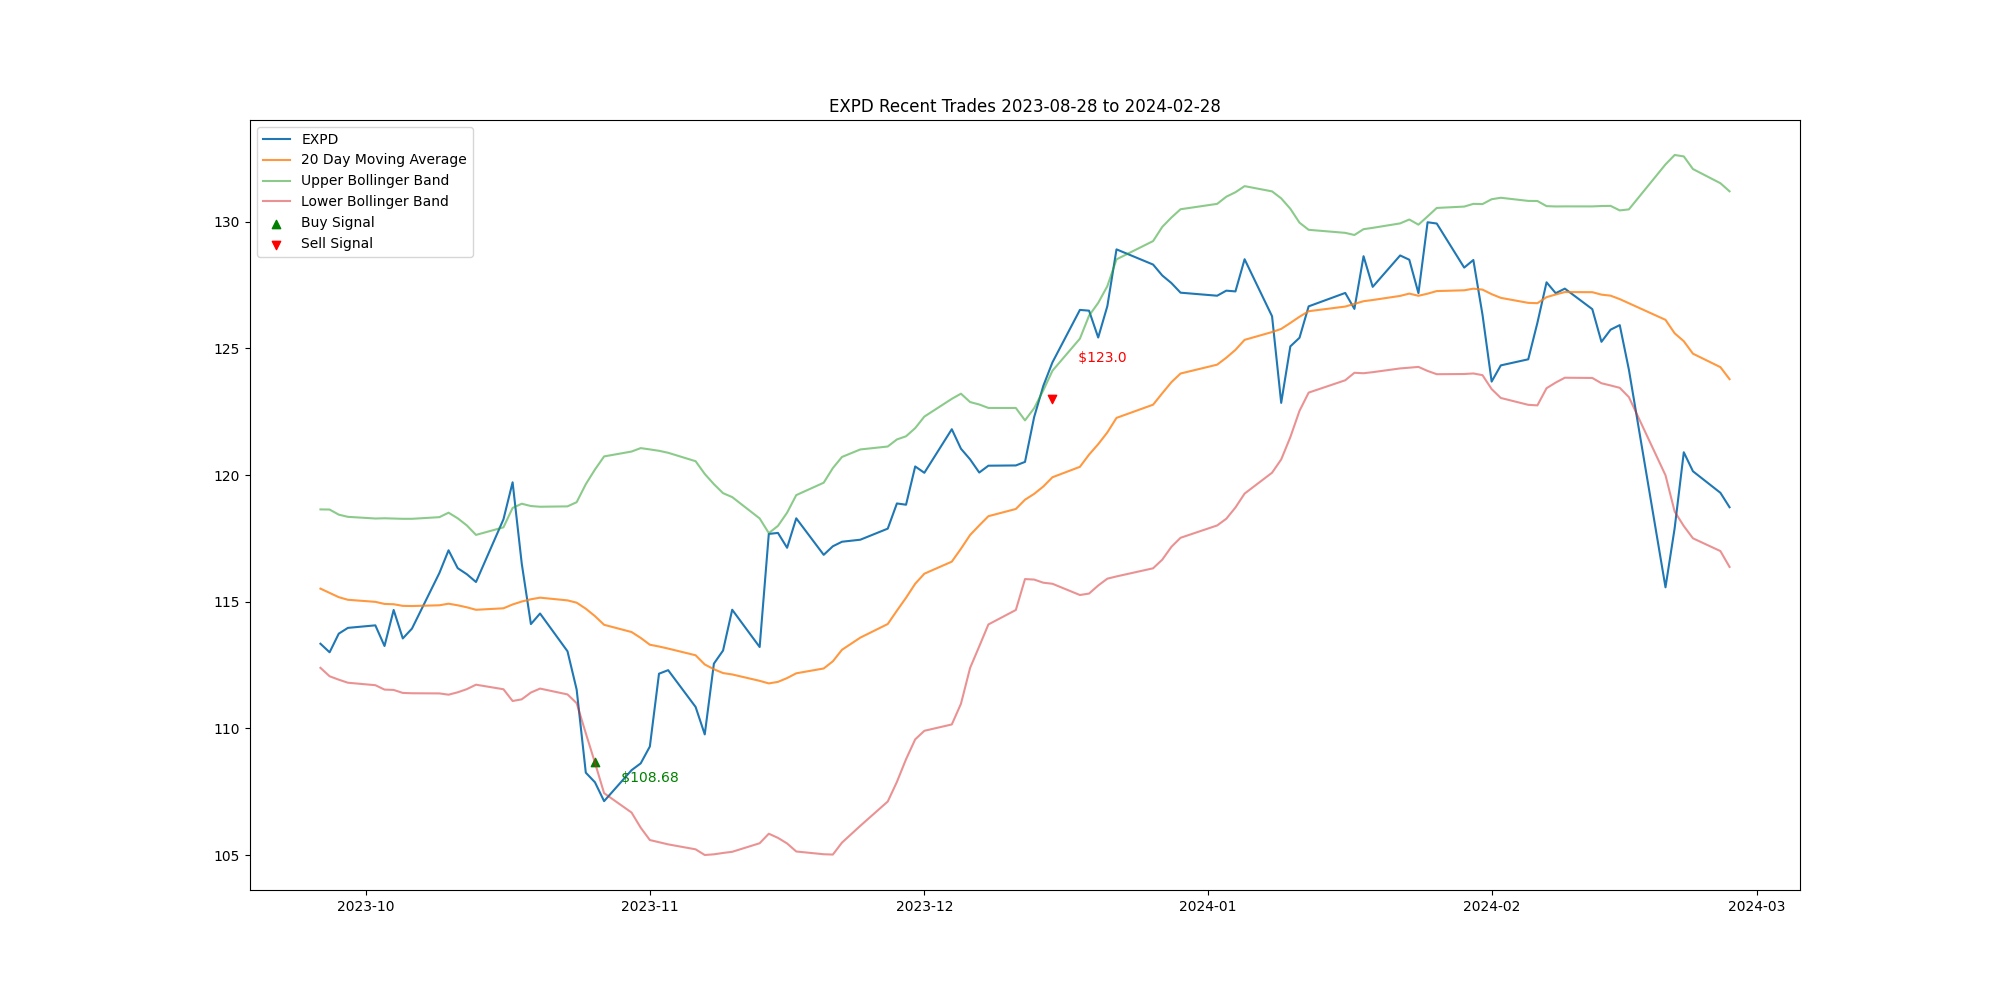 EXPD Recent Trades 2023-08-28 to 2024-02-28
EXPD
20 Day Moving Average
Upper Bollinger Band
Lower Bollinger Band
Buy Signal
Sell Signal
130
125
120
115
110
105
$123.0
$108.68
2023-10
2023-11
2023-12
2024-01
2024-02
2024-03